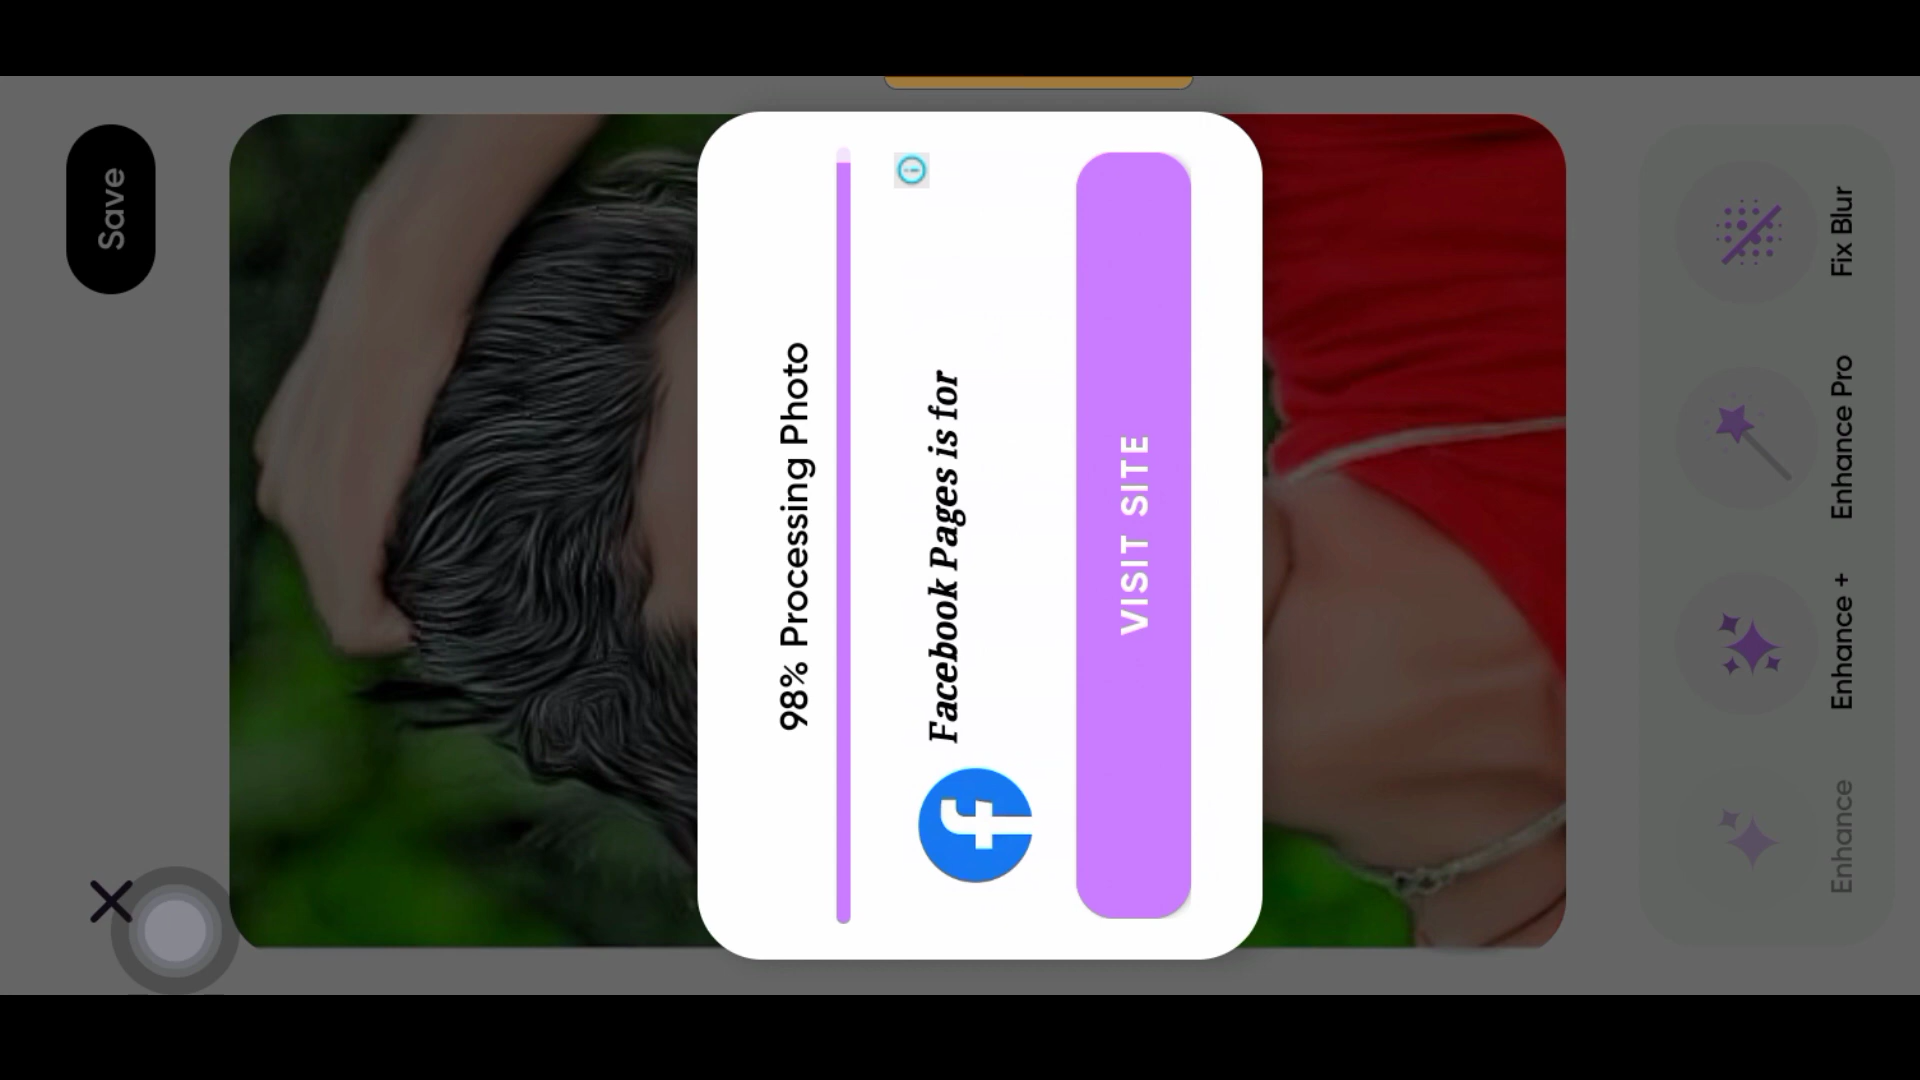 Save
98% Processing Photo
Facebook Pages is for
VISIT SITE
Enhance
Enhance +
Enhance Pro
Fix Blur